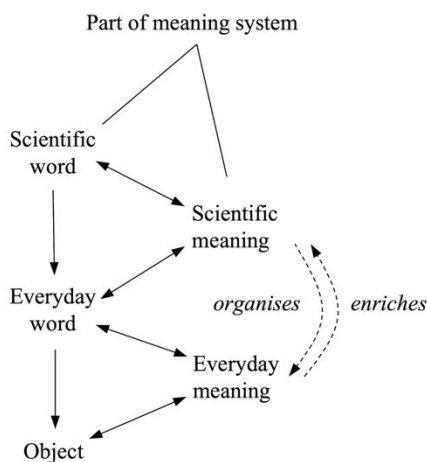 Part of meaning system
Scientific
word
Scientific
meaning
Everyday
word
organises
enriches
Everyday
meaning
Object